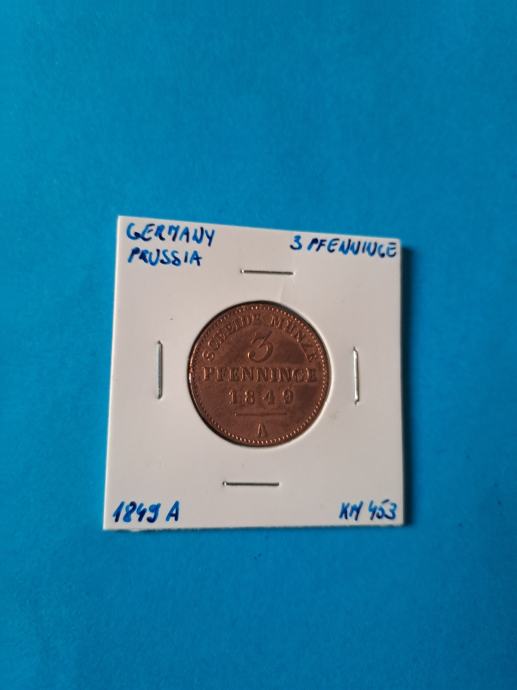 GERMANY
PRUSSIA
3 PFENNINGE
SCHEIDE MÜNZE
3
PFENNINGE
1849
A
1849 A
KM 453